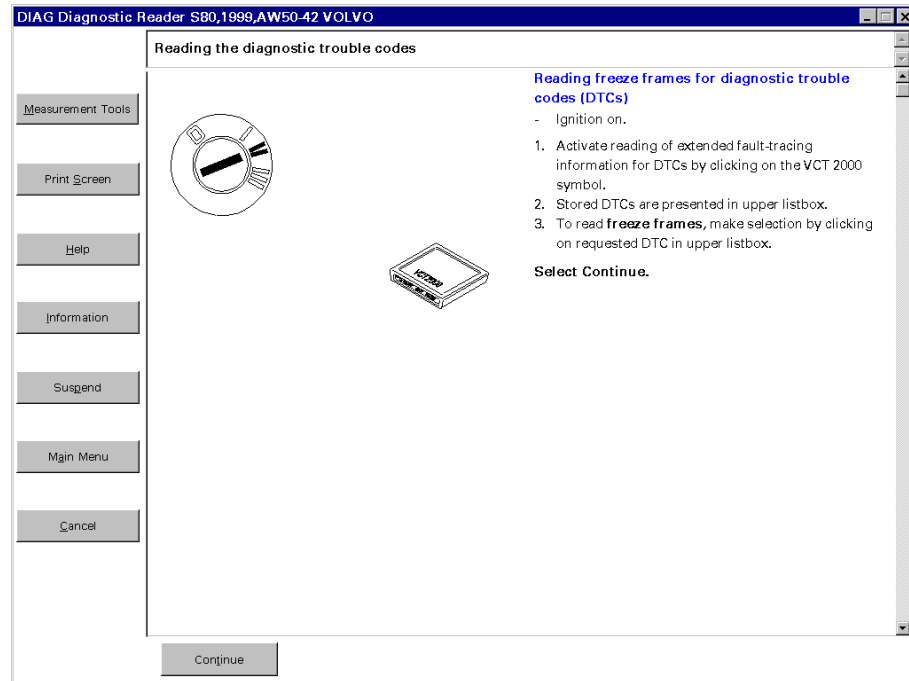 DIAG Diagnostic Reader S80,1999,AW50-42 VOLVO
Reading the diagnostic trouble codes
Measurement Tools
Print Screen
Help
Information
Suspend
Main Menu
Cancel
VCT2000
Reading freeze frames for diagnostic trouble
codes (DTCs)
- Ignition on.
1. Activate reading of extended fault-tracing
information for DTCs by clicking on the VCT 2000
symbol.
2. Stored DTCs are presented in upper listbox.
3. To read freeze frames, make selection by clicking
on requested DTC in upper listbox.
Select Continue.
Continue